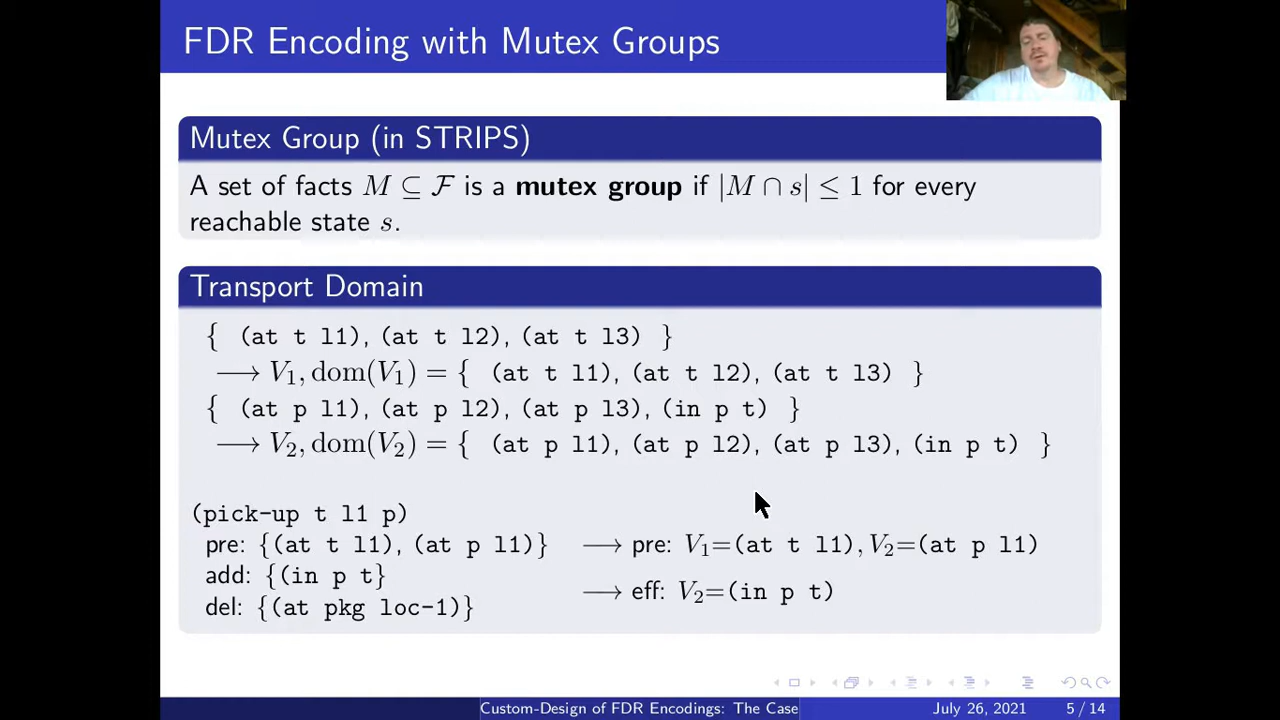 FDR Encoding with Mutex Groups
Mutex Group (in STRIPS)
A set of facts M ⊆ ℱ is a mutex group if |M ∩ s| ≤ 1 for every
reachable state s.
Transport Domain
{ (at t l1), (at t l2), (at t l3) }
⟶ V₁, dom(V₁) = { (at t l1), (at t l2), (at t l3) }
{ (at p l1), (at p l2), (at p l3), (in p t) }
⟶ V₂, dom(V₂) = { (at p l1), (at p l2), (at p l3), (in p t) }
(pick-up t l1 p)
pre: {(at t l1), (at p l1)} ⟶ pre: V₁=(at t l1), V₂=(at p l1)
add: {(in p t}
⟶ eff: V₂=(in p t)
del: {(at pkg loc-1)}
Custom-Design of FDR Encodings: The Case July 26, 2021 5 / 14